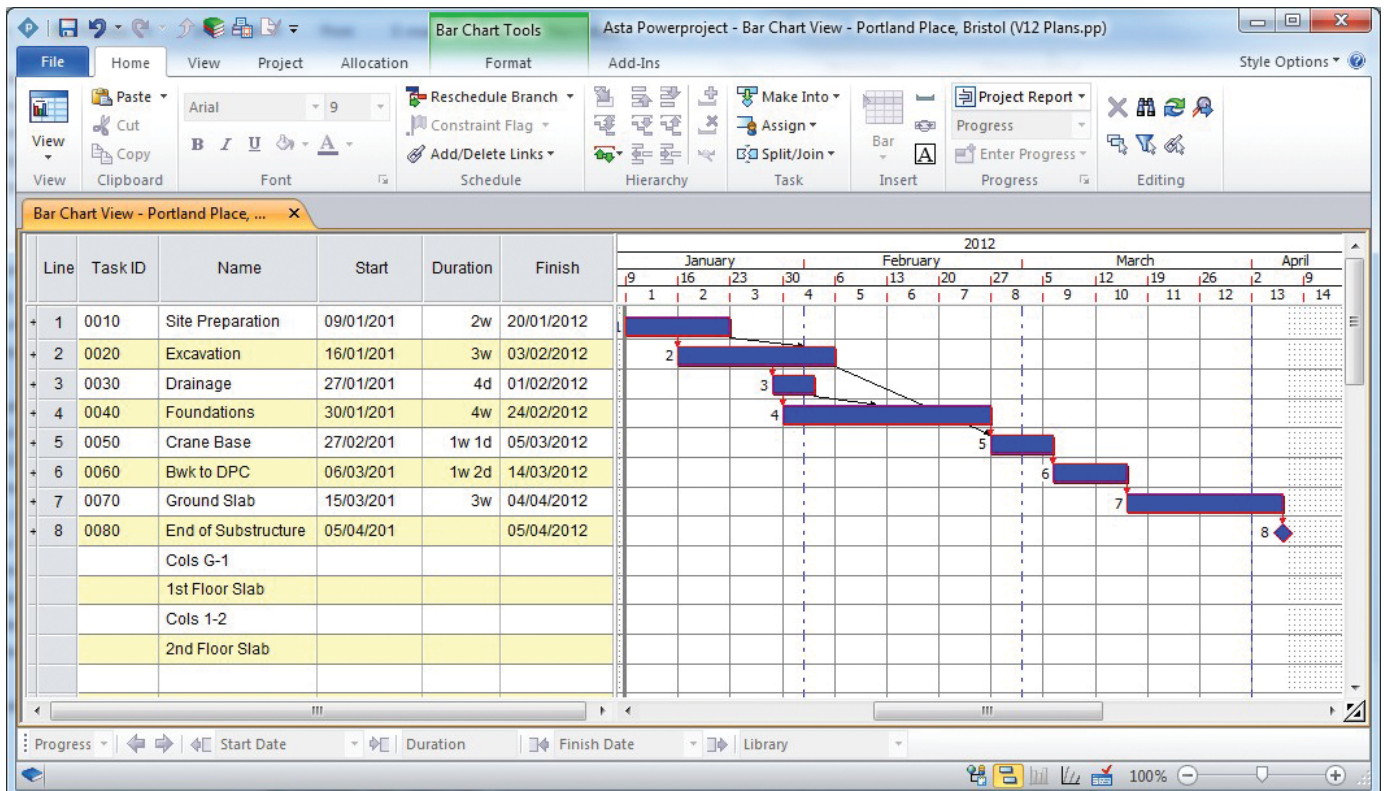 Bar Chart Tools Asta Powerproject - Bar Chart View - Portland Place, Bristol (V12 Plans.pp)
File Home View Project Allocation Format Add-Ins Style Options
View Paste Arial 9 Reschedule Branch Make Into Bar Project Report
Cut Constraint Flag Assign Progress
Copy B I U A Add/Delete Links Split/Join A Enter Progress
View Clipboard Font Schedule Hierarchy Task Insert Progress Editing
Bar Chart View - Portland Place, ... X
2012
January February March April
Line Task ID Name Start Duration Finish 9 16 23 30 6 13 20 27 5 12 19 26 2 9
1 2 3 4 5 6 7 8 9 10 11 12 13 14
1 0010 Site Preparation 09/01/201 2w 20/01/2012
2 0020 Excavation 16/01/201 3w 03/02/2012 2
3 0030 Drainage 27/01/201 4d 01/02/2012 3
4 0040 Foundations 30/01/201 4w 24/02/2012 4
5 0050 Crane Base 27/02/201 1w 1d 05/03/2012 5
6 0060 Bwk to DPC 06/03/201 1w 2d 14/03/2012 6
7 0070 Ground Slab 15/03/201 3w 04/04/2012 7
8 0080 End of Substructure 05/04/201 05/04/2012 8
Cols G-1
1st Floor Slab
Cols 1-2
2nd Floor Slab
Progress Start Date Duration Finish Date Library
100%